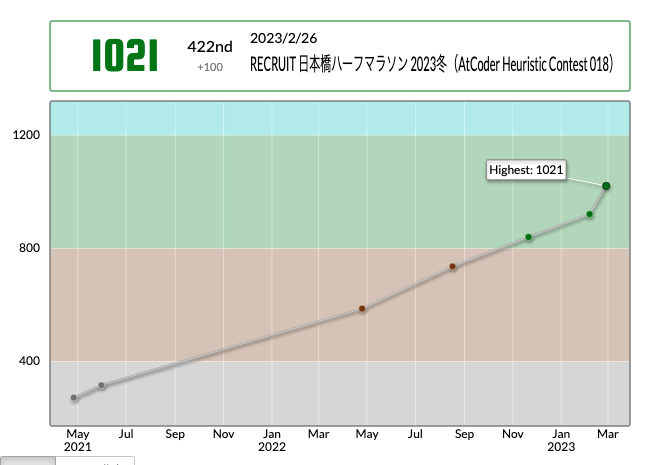 1021
422nd
+100
2023/2/26
RECRUIT 日本橋ハーフマラソン 2023冬（AtCoder Heuristic Contest 018）
1200
800
400
Highest: 1021
May Jul Sep Nov Jan Mar May Jul Sep Nov Jan Mar
2021 2022 2023